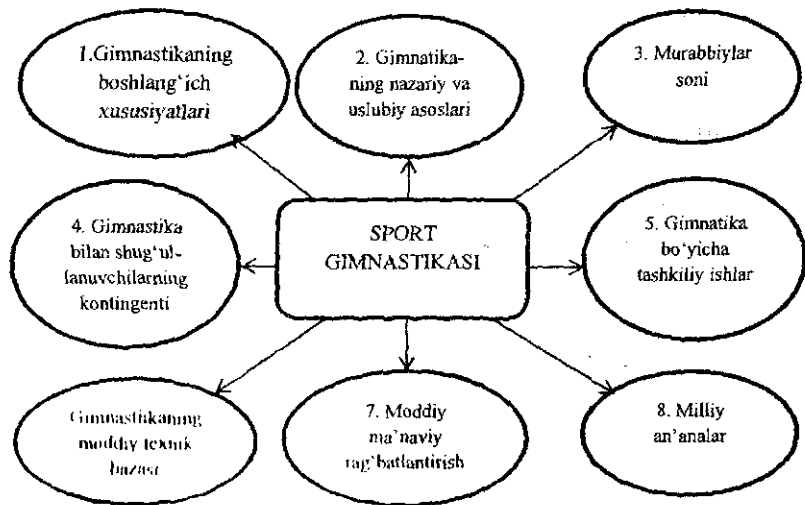 1.Gimnastikaning
boshlang‘ich
xususiyatlari
2. Gimnatika-
ning nazariy va
uslubiy asoslari
3. Murabbiylar
soni
4. Gimnastika
bilan shug‘ul-
lanuvchilarning
kontingenti
SPORT
GIMNASTIKASI
5. Gimnatika
bo‘yicha
tashkiliy ishlar
Gimnastikaning
moddiy texnik
bazasi
7. Moddiy
ma’naviy
rag‘batlantirish
8. Milliy
an’analar